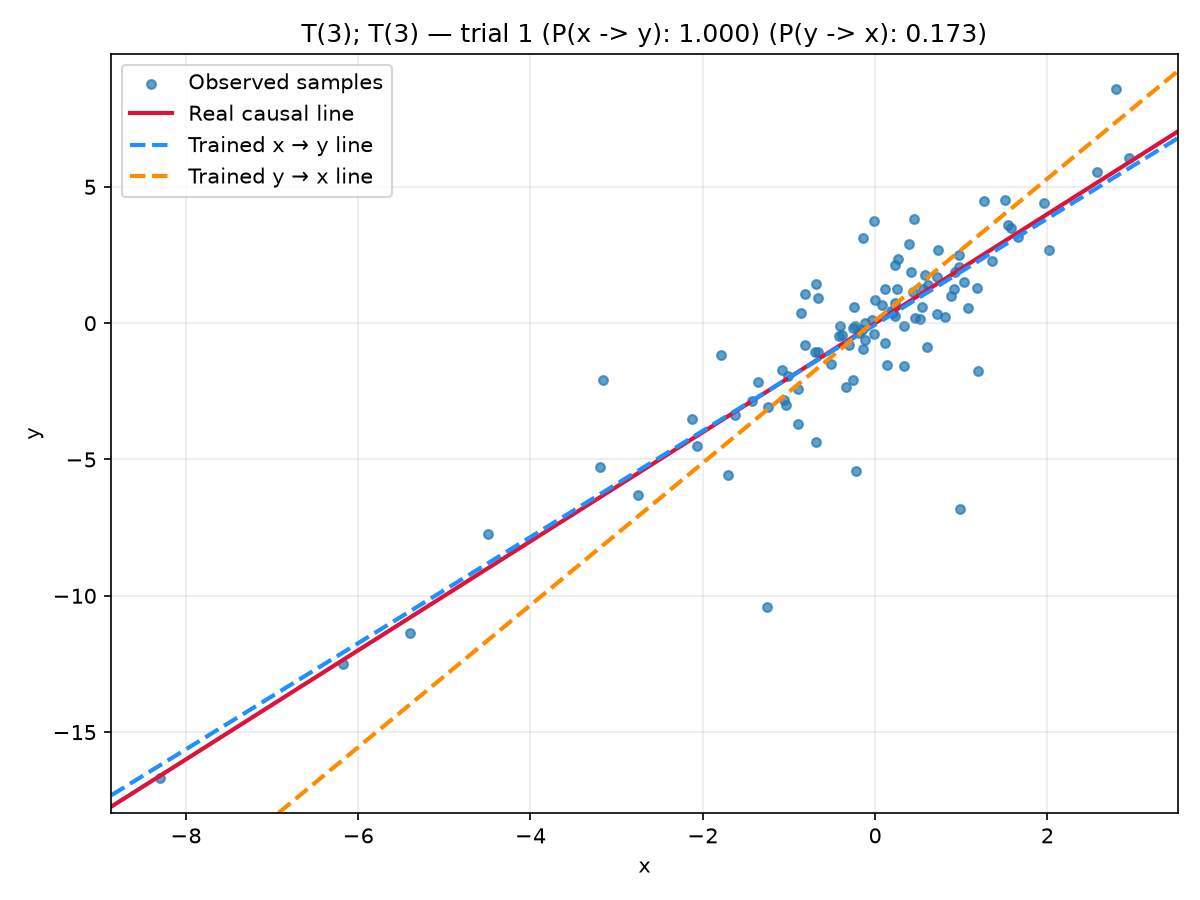 T(3); T(3) — trial 1 (P(x -> y): 1.000) (P(y -> x): 0.173)
Observed samples
Real causal line
Trained x → y line
Trained y → x line
5
0
−5
−10
−15
y
−8 −6 −4 −2 0 2
x